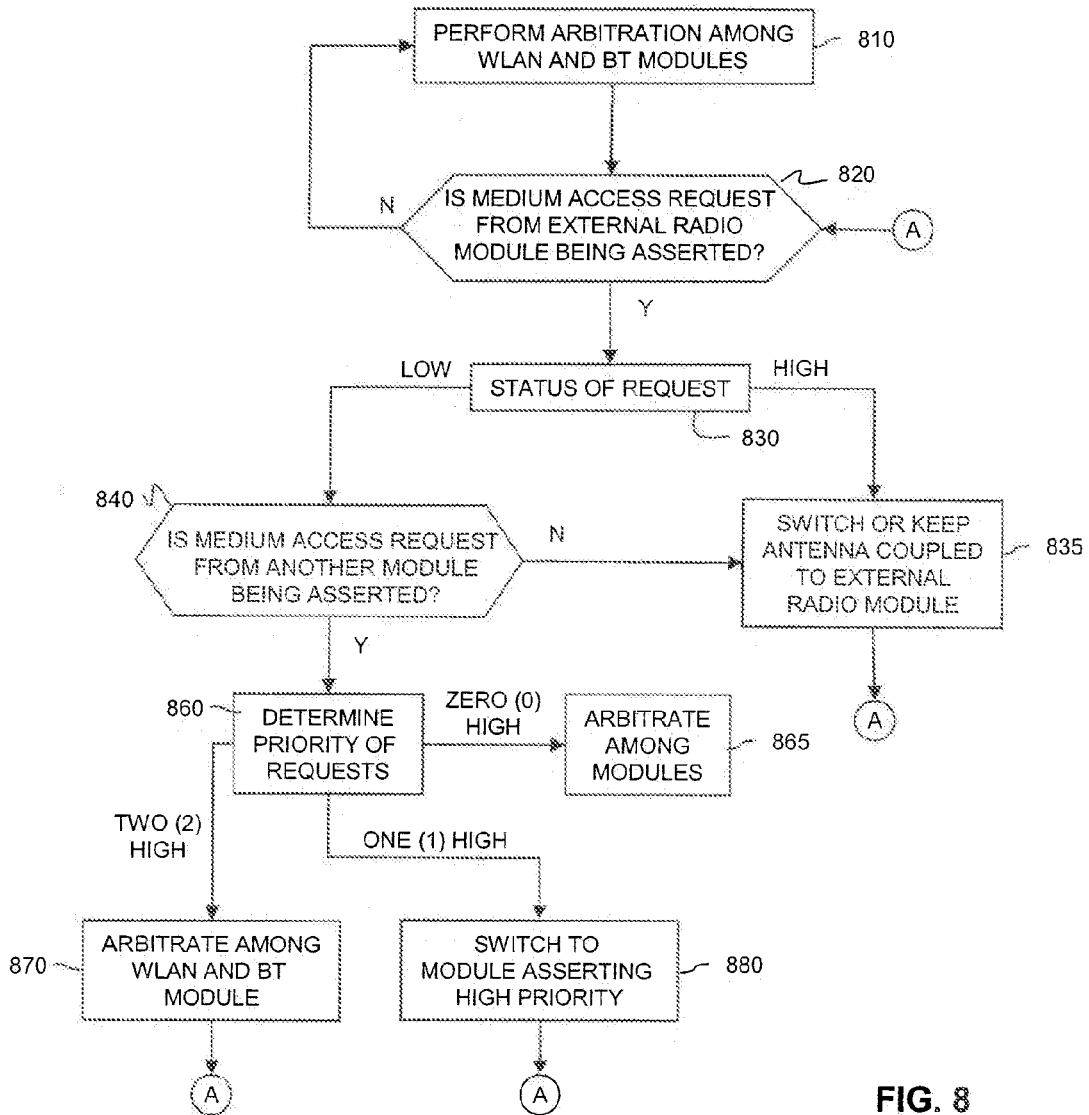 PERFORM ARBITRATION AMONG
WLAN AND BT MODULES
810
820
IS MEDIUM ACCESS REQUEST
FROM EXTERNAL RADIO
MODULE BEING ASSERTED?
N
A
Y
LOW
STATUS OF REQUEST
HIGH
830
840
IS MEDIUM ACCESS REQUEST
FROM ANOTHER MODULE
BEING ASSERTED?
N
SWITCH OR KEEP
ANTENNA COUPLED
TO EXTERNAL
RADIO MODULE
835
Y
A
860
DETERMINE
PRIORITY OF
REQUESTS
ZERO (0)
HIGH
ARBITRATE
AMONG
MODULES
865
TWO (2)
HIGH
ONE (1) HIGH
870
ARBITRATE AMONG
WLAN AND BT
MODULE
SWITCH TO
MODULE ASSERTING
HIGH PRIORITY
880
A
A
FIG. 8